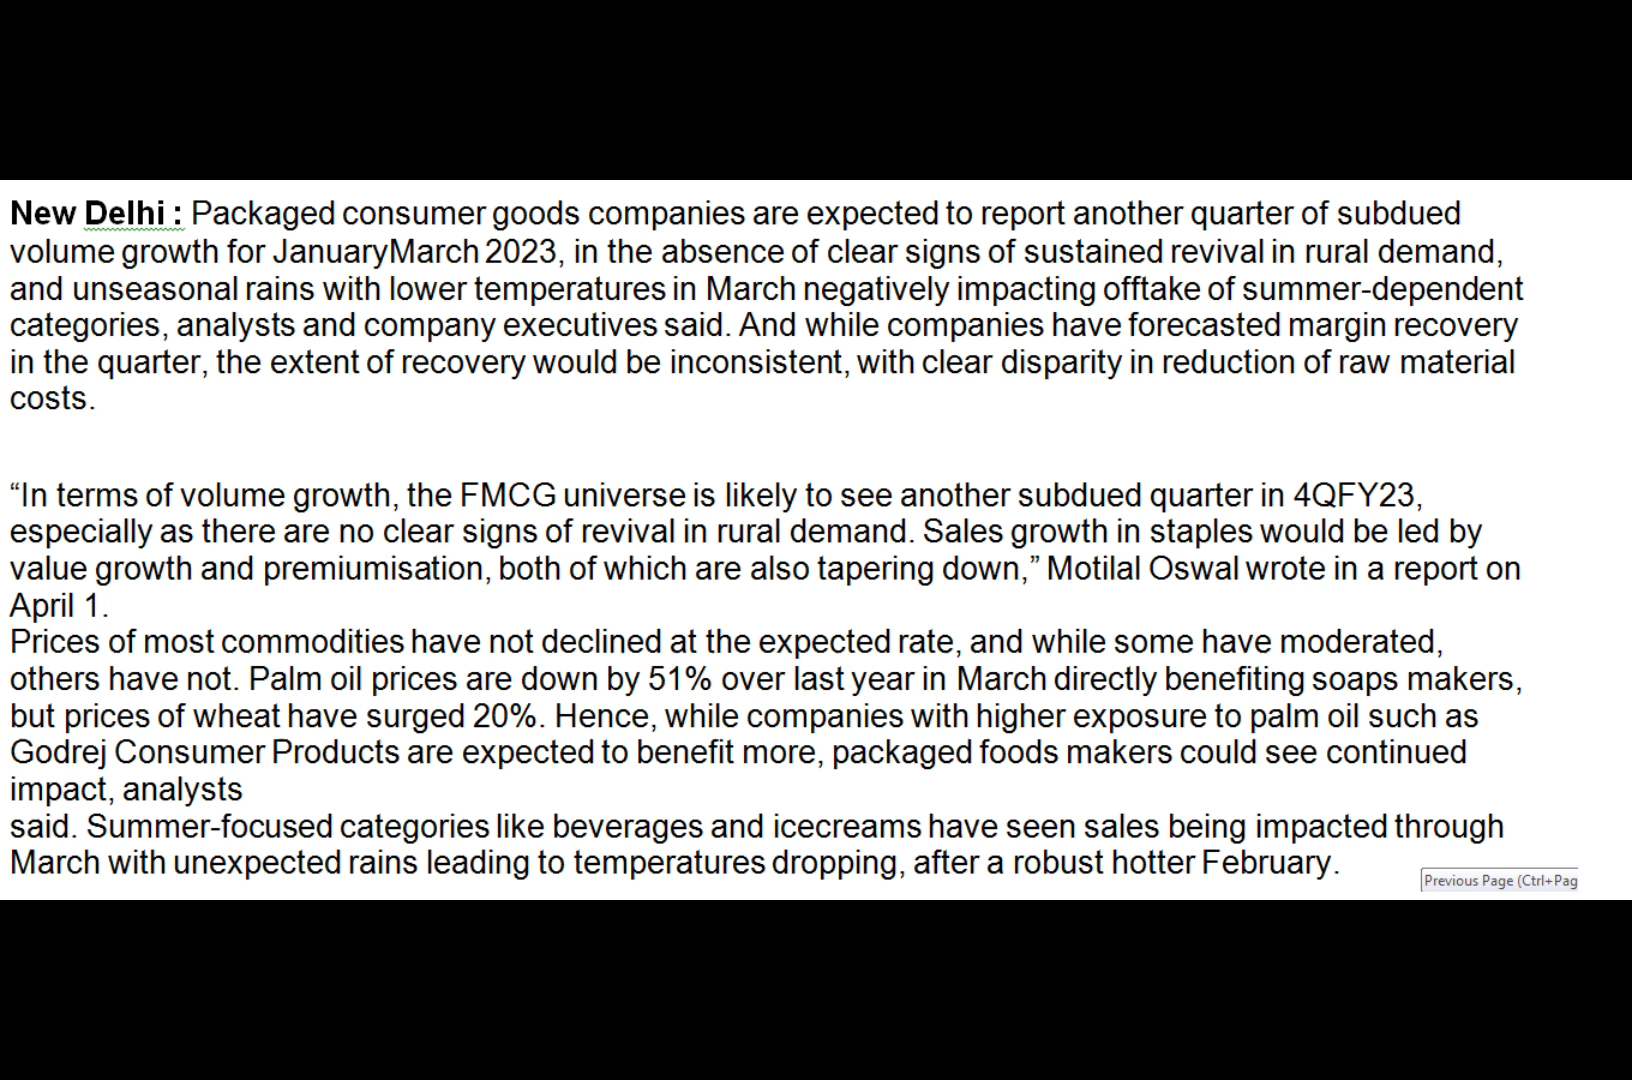 New Delhi : Packaged consumer goods companies are expected to report another quarter of subdued
volume growth for JanuaryMarch 2023, in the absence of clear signs of sustained revival in rural demand,
and unseasonal rains with lower temperatures in March negatively impacting offtake of summer-dependent
categories, analysts and company executives said. And while companies have forecasted margin recovery
in the quarter, the extent of recovery would be inconsistent, with clear disparity in reduction of raw material
costs.
“In terms of volume growth, the FMCG universe is likely to see another subdued quarter in 4QFY23,
especially as there are no clear signs of revival in rural demand. Sales growth in staples would be led by
value growth and premiumisation, both of which are also tapering down,” Motilal Oswal wrote in a report on
April 1.
Prices of most commodities have not declined at the expected rate, and while some have moderated,
others have not. Palm oil prices are down by 51% over last year in March directly benefiting soaps makers,
but prices of wheat have surged 20%. Hence, while companies with higher exposure to palm oil such as
Godrej Consumer Products are expected to benefit more, packaged foods makers could see continued
impact, analysts
said. Summer-focused categories like beverages and icecreams have seen sales being impacted through
March with unexpected rains leading to temperatures dropping, after a robust hotter February.
Previous Page (Ctrl+Pag